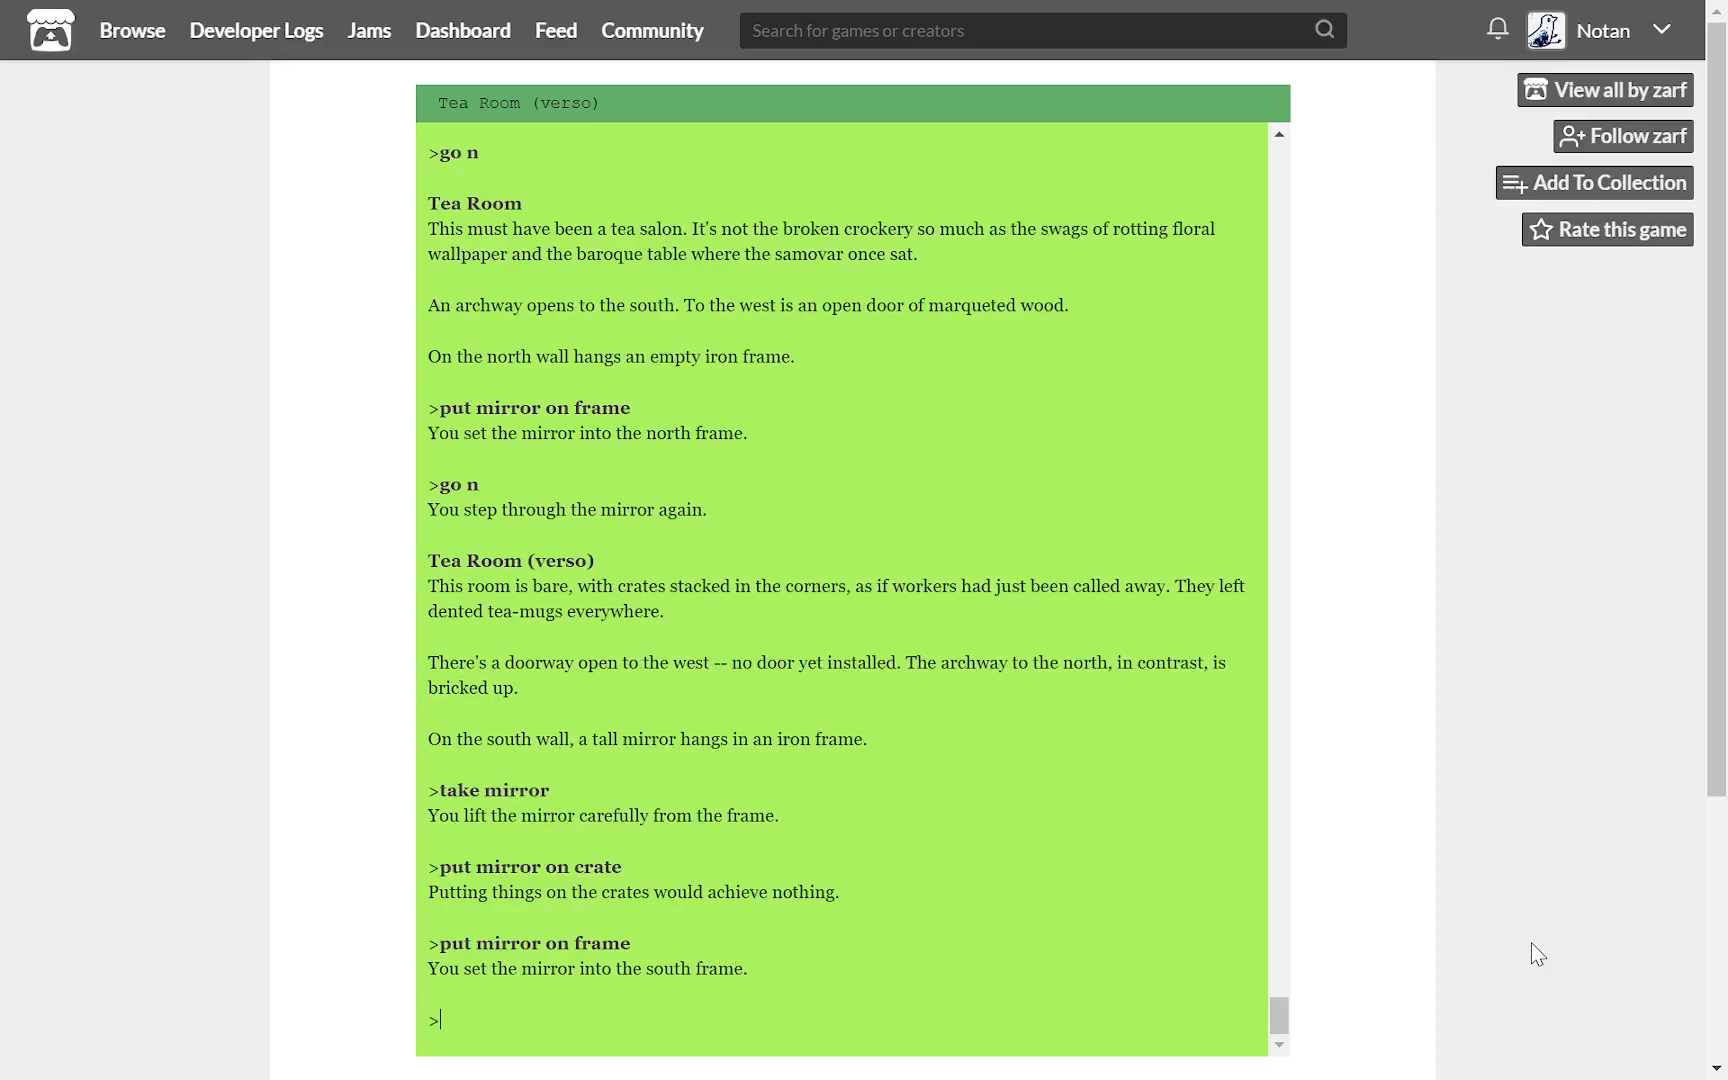 Browse Developer Logs Jams Dashboard Feed Community Search for games or creators Notan
View all by zarf
Follow zarf
Add To Collection
Rate this game
Tea Room (verso)
>go n
Tea Room
This must have been a tea salon. It's not the broken crockery so much as the swags of rotting floral
wallpaper and the baroque table where the samovar once sat.
An archway opens to the south. To the west is an open door of marqueted wood.
On the north wall hangs an empty iron frame.
>put mirror on frame
You set the mirror into the north frame.
>go n
You step through the mirror again.
Tea Room (verso)
This room is bare, with crates stacked in the corners, as if workers had just been called away. They left
dented tea-mugs everywhere.
There's a doorway open to the west -- no door yet installed. The archway to the north, in contrast, is
bricked up.
On the south wall, a tall mirror hangs in an iron frame.
>take mirror
You lift the mirror carefully from the frame.
>put mirror on crate
Putting things on the crates would achieve nothing.
>put mirror on frame
You set the mirror into the south frame.
>